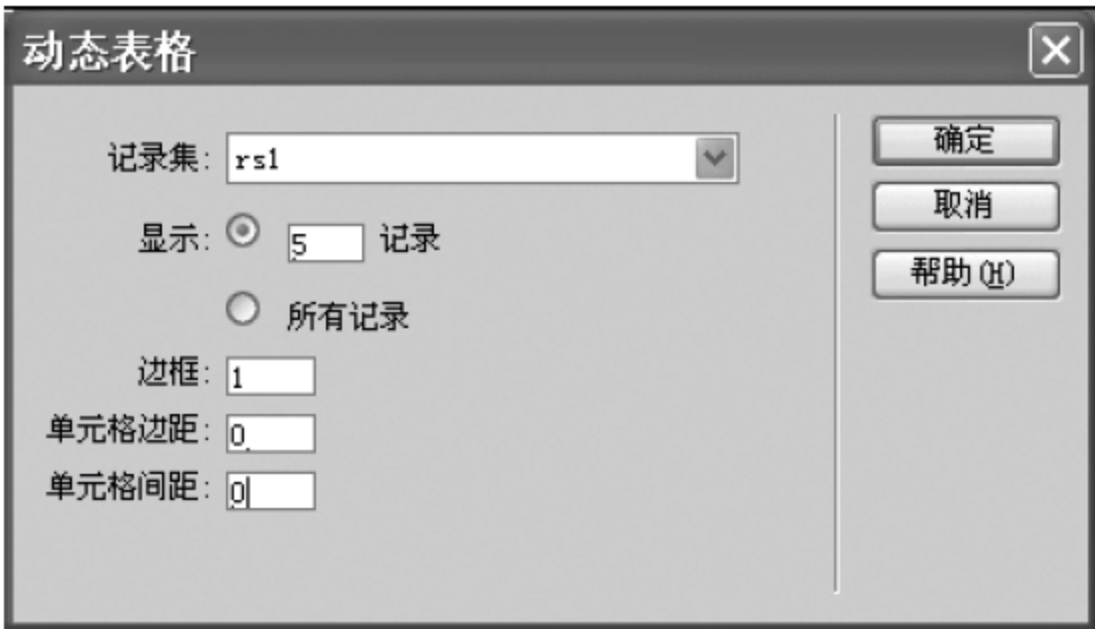 动态表格
记录集: rs1
显示: 5 记录
所有记录
边框: 1
单元格边距: 0
单元格间距: 0
确定
取消
帮助(H)